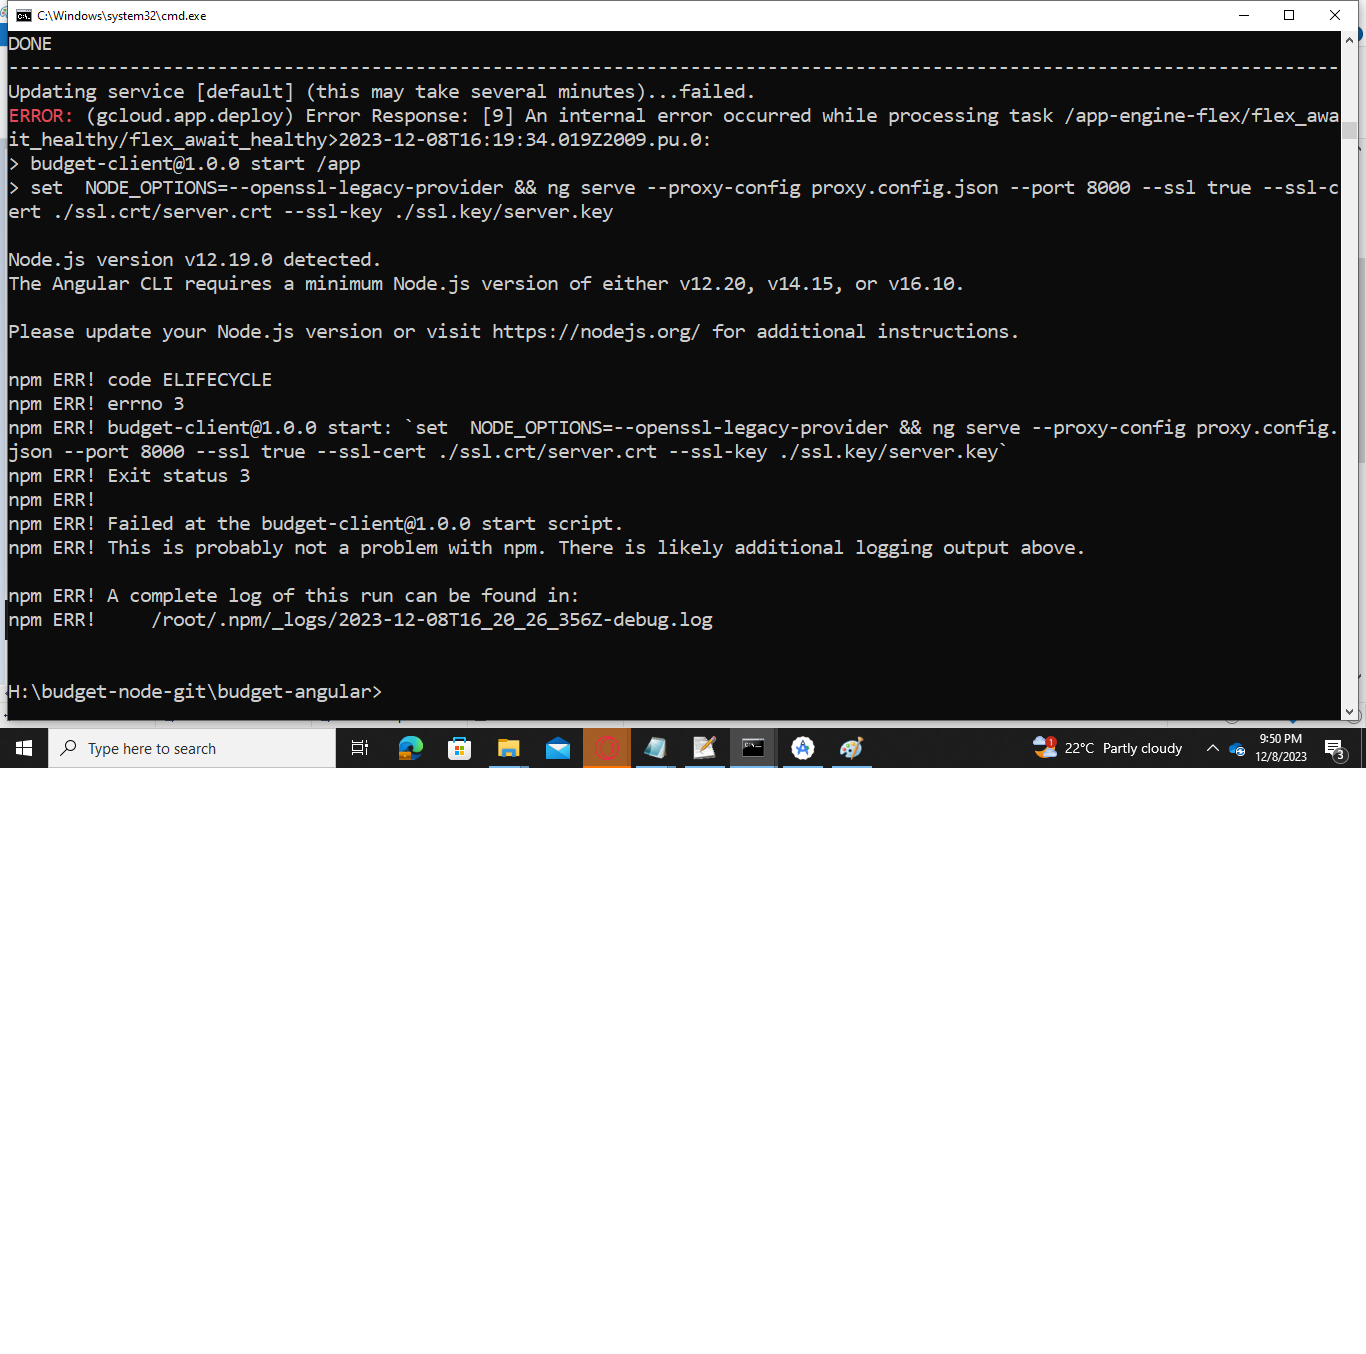 C:\Windows\system32\cmd.exe
DONE
--------------------------------------------------------------------------------------------------------------------------
Updating service [default] (this may take several minutes)...failed.
ERROR: (gcloud.app.deploy) Error Response: [9] An internal error occurred while processing task /app-engine-flex/flex_awa
it_healthy/flex_await_healthy>2023-12-08T16:19:34.019Z2009.pu.0:
> budget-client@1.0.0 start /app
> set  NODE_OPTIONS=--openssl-legacy-provider && ng serve --proxy-config proxy.config.json --port 8000 --ssl true --ssl-c
ert ./ssl.crt/server.crt --ssl-key ./ssl.key/server.key
Node.js version v12.19.0 detected.
The Angular CLI requires a minimum Node.js version of either v12.20, v14.15, or v16.10.
Please update your Node.js version or visit https://nodejs.org/ for additional instructions.
npm ERR! code ELIFECYCLE
npm ERR! errno 3
npm ERR! budget-client@1.0.0 start: `set  NODE_OPTIONS=--openssl-legacy-provider && ng serve --proxy-config proxy.config.
json --port 8000 --ssl true --ssl-cert ./ssl.crt/server.crt --ssl-key ./ssl.key/server.key`
npm ERR! Exit status 3
npm ERR!
npm ERR! Failed at the budget-client@1.0.0 start script.
npm ERR! This is probably not a problem with npm. There is likely additional logging output above.
npm ERR! A complete log of this run can be found in:
npm ERR!     /root/.npm/_logs/2023-12-08T16_20_26_356Z-debug.log
H:\budget-node-git\budget-angular>
Type here to search
1
22°C  Partly cloudy
9:50 PM
12/8/2023
3